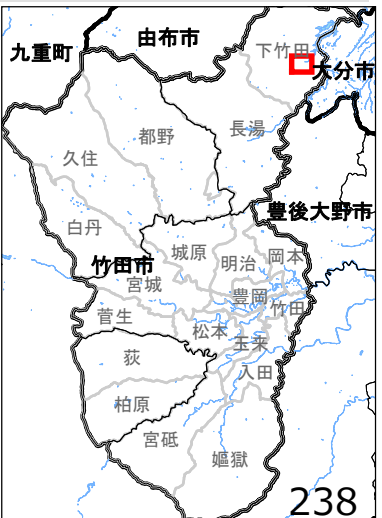 由布市
九重町
下竹田
大分市
都野
長湯
久住
豊後大野市
白丹
城原
岡本
明治
竹田市
宮城
豊岡
竹田
菅生
松本
玉来
荻
入田
柏原
宮砥
嫗獄
238